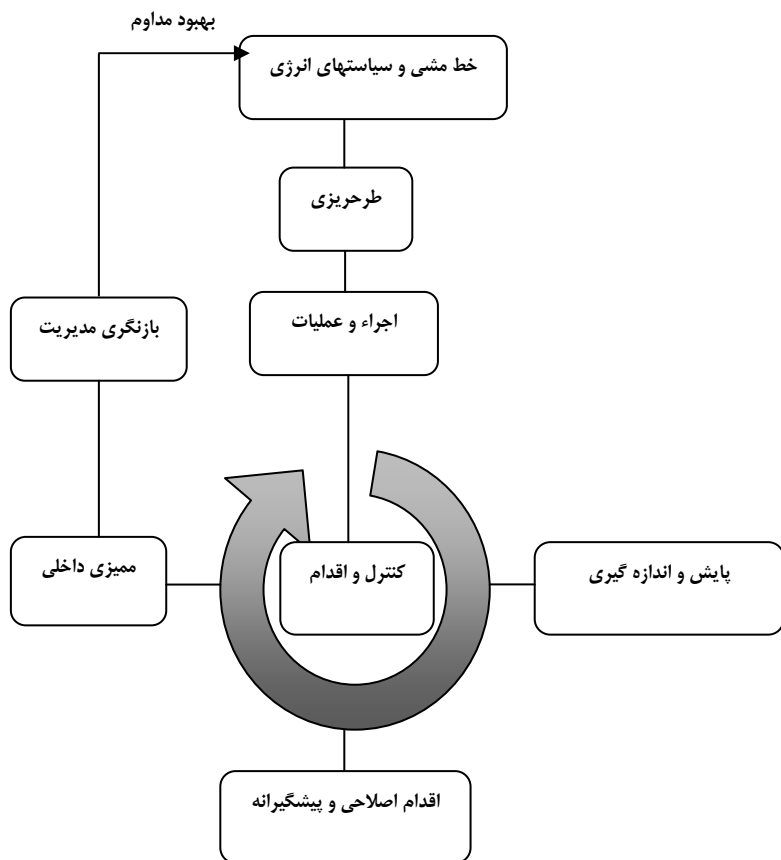 بهبود مداوم
خط مشی و سیاستهای انرژی
طرحریزی
اجراء و عملیات
بازنگری مدیریت
کنترل و اقدام
پایش و اندازه گیری
ممیزی داخلی
اقدام اصلاحی و پیشگیرانه